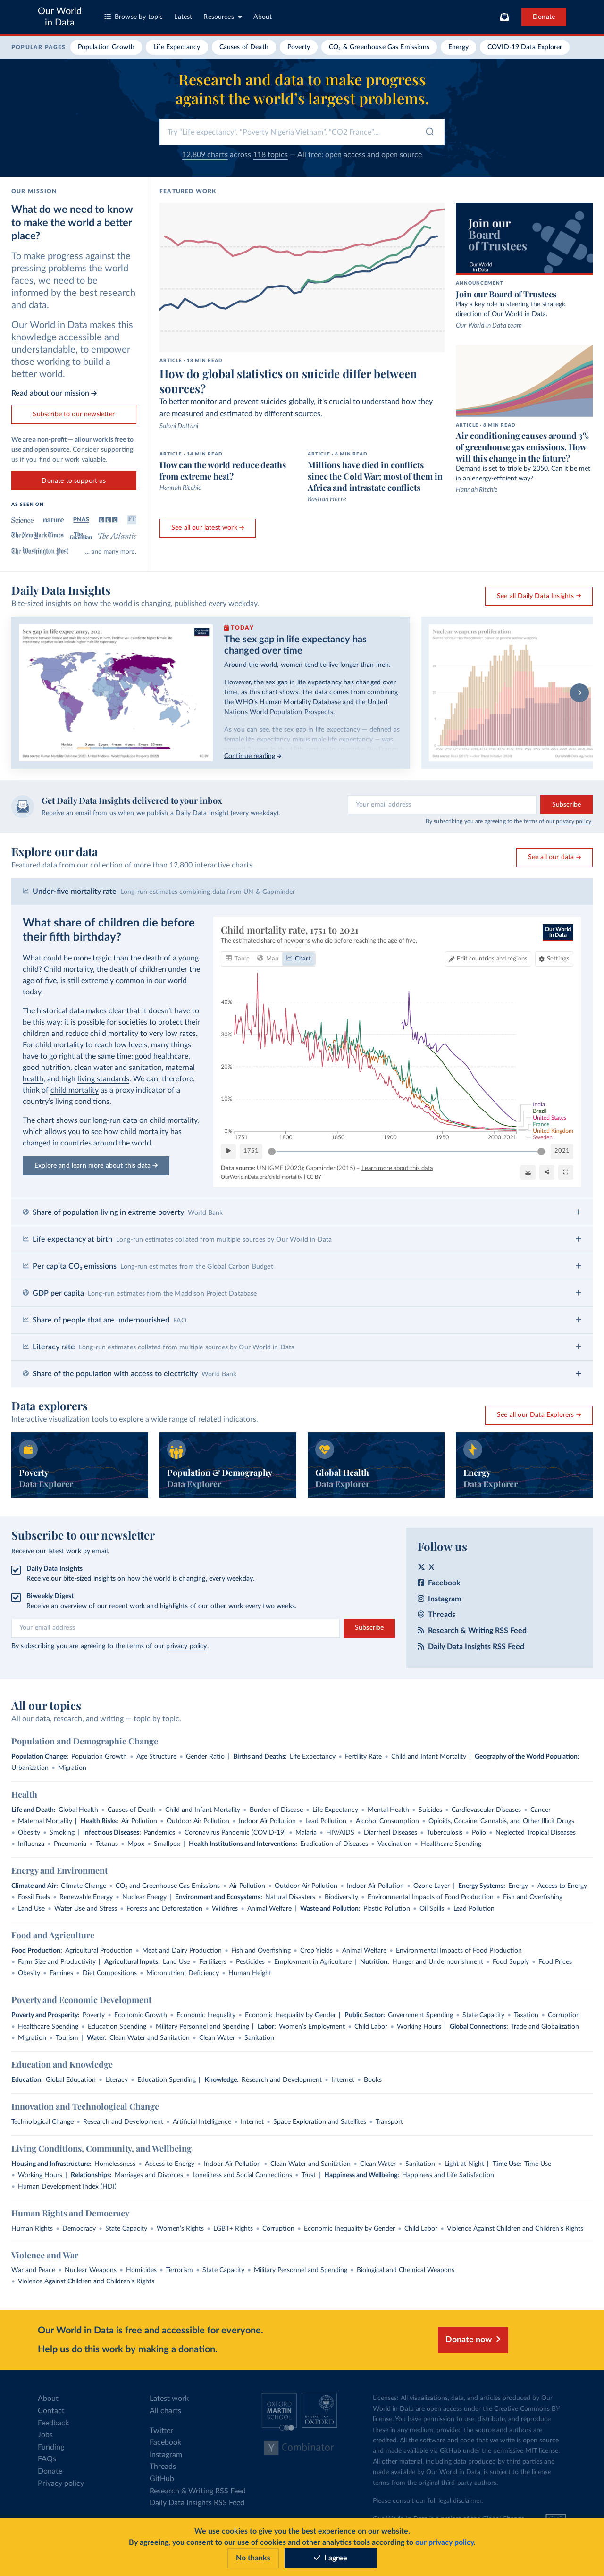 Our World
in Data
Browse by topic
Latest
Resources
About
Donate
POPULAR PAGES
Population Growth
Life Expectancy
Causes of Death
Poverty
CO₂ & Greenhouse Gas Emissions
Energy
COVID-19 Data Explorer
Research and data to make progress
against the world’s largest problems.
Try "Life expectancy", "Poverty Nigeria Vietnam", "CO2 France"...
12,809 charts across 118 topics — All free: open access and open source
OUR MISSION
What do we need to know
to make the world a better
place?
To make progress against the
pressing problems the world
faces, we need to be
informed by the best research
and data.
Our World in Data makes this
knowledge accessible and
understandable, to empower
those working to build a
better world.
Read about our mission →
Subscribe to our newsletter
We are a non-profit — all our work is free to
use and open source. Consider supporting
us if you find our work valuable.
Donate to support us
AS SEEN ON
Science
nature
PNAS
BBC
FT
The New York Times
The Guardian
The Atlantic
The Washington Post
... and many more.
FEATURED WORK
ARTICLE · 18 MIN READ
How do global statistics on suicide differ between
sources?
To better monitor and prevent suicides globally, it's crucial to understand how they
are measured and estimated by different sources.
Saloni Dattani
ARTICLE · 14 MIN READ
How can the world reduce deaths
from extreme heat?
Hannah Ritchie
ARTICLE · 6 MIN READ
Millions have died in conflicts
since the Cold War; most of them in
Africa and intrastate conflicts
Bastian Herre
See all our latest work →
Join our
Board
of Trustees
Our World
in Data
ANNOUNCEMENT
Join our Board of Trustees
Play a key role in steering the strategic
direction of Our World in Data.
Our World in Data team
ARTICLE · 8 MIN READ
Air conditioning causes around 3%
of greenhouse gas emissions. How
will this change in the future?
Demand is set to triple by 2050. Can it be met
in an energy-efficient way?
Hannah Ritchie
Daily Data Insights
Bite-sized insights on how the world is changing, published every weekday.
See all Daily Data Insights →
Sex gap in life expectancy, 2021
Our World
in Data
TODAY
The sex gap in life expectancy has
changed over time
Around the world, women tend to live longer than men.
However, the sex gap in life expectancy has changed over
time, as this chart shows. The data comes from combining
the WHO's Human Mortality Database and the United
Nations World Population Prospects.
As you can see, the sex gap in life expectancy — defined as
female life expectancy minus male life expectancy — was
Continue reading →
Nuclear weapons proliferation
Get Daily Data Insights delivered to your inbox
Receive an email from us when we publish a Daily Data Insight (every weekday).
Your email address
Subscribe
By subscribing you are agreeing to the terms of our privacy policy.
Explore our data
Featured data from our collection of more than 12,800 interactive charts.
See all our data →
Under-five mortality rate Long-run estimates combining data from UN & Gapminder
What share of children die before
their fifth birthday?
What could be more tragic than the death of a young
child? Child mortality, the death of children under the
age of five, is still extremely common in our world
today.
The historical data makes clear that it doesn't have to
be this way: it is possible for societies to protect their
children and reduce child mortality to very low rates.
For child mortality to reach low levels, many things
have to go right at the same time: good healthcare,
good nutrition, clean water and sanitation, maternal
health, and high living standards. We can, therefore,
think of child mortality as a proxy indicator of a
country's living conditions.
The chart shows our long-run data on child mortality,
which allows you to see how child mortality has
changed in countries around the world.
Explore and learn more about this data →
Child mortality rate, 1751 to 2021
The estimated share of newborns who die before reaching the age of five.
Our World
in Data
Table
Map
Chart
Edit countries and regions
Settings
40%
30%
20%
10%
0%
1751
1800
1850
1900
1950
2000
2021
India
Brazil
United States
France
United Kingdom
Sweden
1751
2021
Data source: UN IGME (2023); Gapminder (2015) – Learn more about this data
OurWorldInData.org/child-mortality | CC BY
Share of population living in extreme poverty World Bank
Life expectancy at birth Long-run estimates collated from multiple sources by Our World in Data
Per capita CO₂ emissions Long-run estimates from the Global Carbon Budget
GDP per capita Long-run estimates from the Maddison Project Database
Share of people that are undernourished FAO
Literacy rate Long-run estimates collated from multiple sources by Our World in Data
Share of the population with access to electricity World Bank
Data explorers
Interactive visualization tools to explore a wide range of related indicators.
See all our Data Explorers →
Poverty
Data Explorer
Population & Demography
Data Explorer
Global Health
Data Explorer
Energy
Data Explorer
Subscribe to our newsletter
Receive our latest work by email.
Daily Data Insights
Receive our bite-sized insights on how the world is changing, every weekday.
Biweekly Digest
Receive an overview of our recent work and highlights of our other work every two weeks.
Your email address
Subscribe
By subscribing you are agreeing to the terms of our privacy policy.
Follow us
X
Facebook
Instagram
Threads
Research & Writing RSS Feed
Daily Data Insights RSS Feed
All our topics
All our data, research, and writing — topic by topic.
Population and Demographic Change
Population Change: Population Growth • Age Structure • Gender Ratio | Births and Deaths: Life Expectancy • Fertility Rate • Child and Infant Mortality | Geography of the World Population:
Urbanization • Migration
Health
Life and Death: Global Health • Causes of Death • Child and Infant Mortality • Burden of Disease • Life Expectancy • Mental Health • Suicides • Cardiovascular Diseases • Cancer
• Maternal Mortality | Health Risks: Air Pollution • Outdoor Air Pollution • Indoor Air Pollution • Lead Pollution • Alcohol Consumption • Opioids, Cocaine, Cannabis, and Other Illicit Drugs
• Obesity • Smoking | Infectious Diseases: Pandemics • Coronavirus Pandemic (COVID-19) • Malaria • HIV/AIDS • Diarrheal Diseases • Tuberculosis • Polio • Neglected Tropical Diseases
• Influenza • Pneumonia • Tetanus • Mpox • Smallpox | Health Institutions and Interventions: Eradication of Diseases • Vaccination • Healthcare Spending
Energy and Environment
Climate and Air: Climate Change • CO₂ and Greenhouse Gas Emissions • Air Pollution • Outdoor Air Pollution • Indoor Air Pollution • Ozone Layer | Energy Systems: Energy • Access to Energy
• Fossil Fuels • Renewable Energy • Nuclear Energy | Environment and Ecosystems: Natural Disasters • Biodiversity • Environmental Impacts of Food Production • Fish and Overfishing
• Land Use • Water Use and Stress • Forests and Deforestation • Wildfires • Animal Welfare | Waste and Pollution: Plastic Pollution • Oil Spills • Lead Pollution
Food and Agriculture
Food Production: Agricultural Production • Meat and Dairy Production • Fish and Overfishing • Crop Yields • Animal Welfare • Environmental Impacts of Food Production
• Farm Size and Productivity | Agricultural Inputs: Land Use • Fertilizers • Pesticides • Employment in Agriculture | Nutrition: Hunger and Undernourishment • Food Supply • Food Prices
• Obesity • Famines • Diet Compositions • Micronutrient Deficiency • Human Height
Poverty and Economic Development
Poverty and Prosperity: Poverty • Economic Growth • Economic Inequality • Economic Inequality by Gender | Public Sector: Government Spending • State Capacity • Taxation • Corruption
• Healthcare Spending • Education Spending • Military Personnel and Spending | Labor: Women's Employment • Child Labor • Working Hours | Global Connections: Trade and Globalization
• Migration • Tourism | Water: Clean Water and Sanitation • Clean Water • Sanitation
Education and Knowledge
Education: Global Education • Literacy • Education Spending | Knowledge: Research and Development • Internet • Books
Innovation and Technological Change
Technological Change • Research and Development • Artificial Intelligence • Internet • Space Exploration and Satellites • Transport
Living Conditions, Community, and Wellbeing
Housing and Infrastructure: Homelessness • Access to Energy • Indoor Air Pollution • Clean Water and Sanitation • Clean Water • Sanitation • Light at Night | Time Use: Time Use
• Working Hours | Relationships: Marriages and Divorces • Loneliness and Social Connections • Trust | Happiness and Wellbeing: Happiness and Life Satisfaction
• Human Development Index (HDI)
Human Rights and Democracy
Human Rights • Democracy • State Capacity • Women's Rights • LGBT+ Rights • Corruption • Economic Inequality by Gender • Child Labor • Violence Against Children and Children's Rights
Violence and War
War and Peace • Nuclear Weapons • Homicides • Terrorism • State Capacity • Military Personnel and Spending • Biological and Chemical Weapons
• Violence Against Children and Children's Rights
Our World in Data is free and accessible for everyone.
Help us do this work by making a donation.
Donate now
About
Contact
Feedback
Jobs
Funding
FAQs
Donate
Privacy policy
Latest work
All charts
Twitter
Facebook
Instagram
Threads
GitHub
Research & Writing RSS Feed
Daily Data Insights RSS Feed
OXFORD
MARTIN
SCHOOL
UNIVERSITY OF
OXFORD
Y Combinator
Licenses: All visualizations, data, and articles produced by Our
World in Data are open access under the Creative Commons BY
license. You have permission to use, distribute, and reproduce
these in any medium, provided the source and authors are
credited. All the software and code that we write is open source
and made available via GitHub under the permissive MIT license.
All other material, including data produced by third parties and
made available by Our World in Data, is subject to the license
terms from the original third-party authors.
Please consult our full legal disclaimer.
We use cookies to give you the best experience on our website.
By agreeing, you consent to our use of cookies and other analytics tools according to our privacy policy.
No thanks
I agree